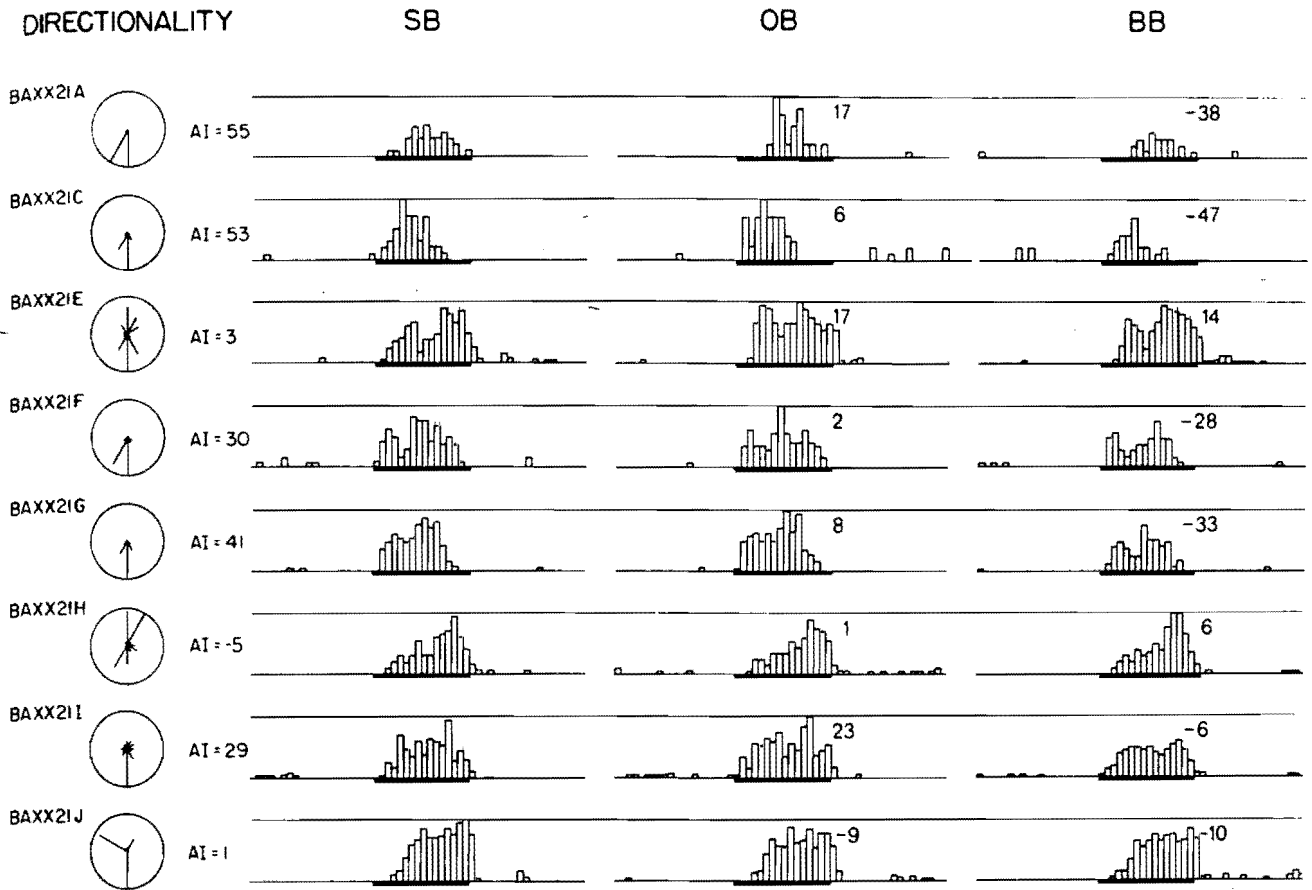 DIRECTIONALITY SB OB BB
BAXX21A AI = 55 17 -38
BAXX21C AI = 53 6 -47
BAXX21E AI = 3 17 14
BAXX21F AI = 30 2 -28
BAXX21G AI = 41 8 -33
BAXX21H AI = -5 1 6
BAXX21I AI = 29 23 -6
BAXX21J AI = 1 -9 -10